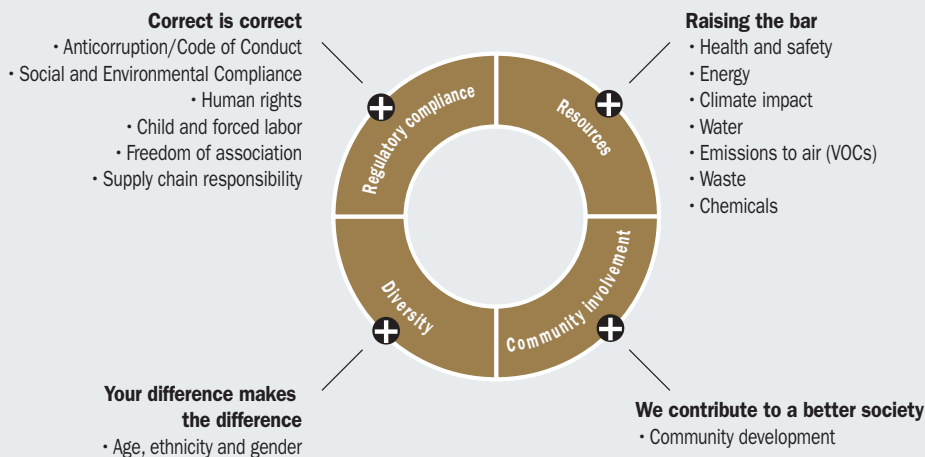 Correct is correct
• Anticorruption/Code of Conduct
• Social and Environmental Compliance
• Human rights
• Child and forced labor
• Freedom of association
• Supply chain responsibility
Raising the bar
• Health and safety
• Energy
• Climate impact
• Water
• Emissions to air (VOCs)
• Waste
• Chemicals
Regulatory compliance
Resources
Diversity
Community involvement
Your difference makes
the difference
• Age, ethnicity and gender
We contribute to a better society
• Community development